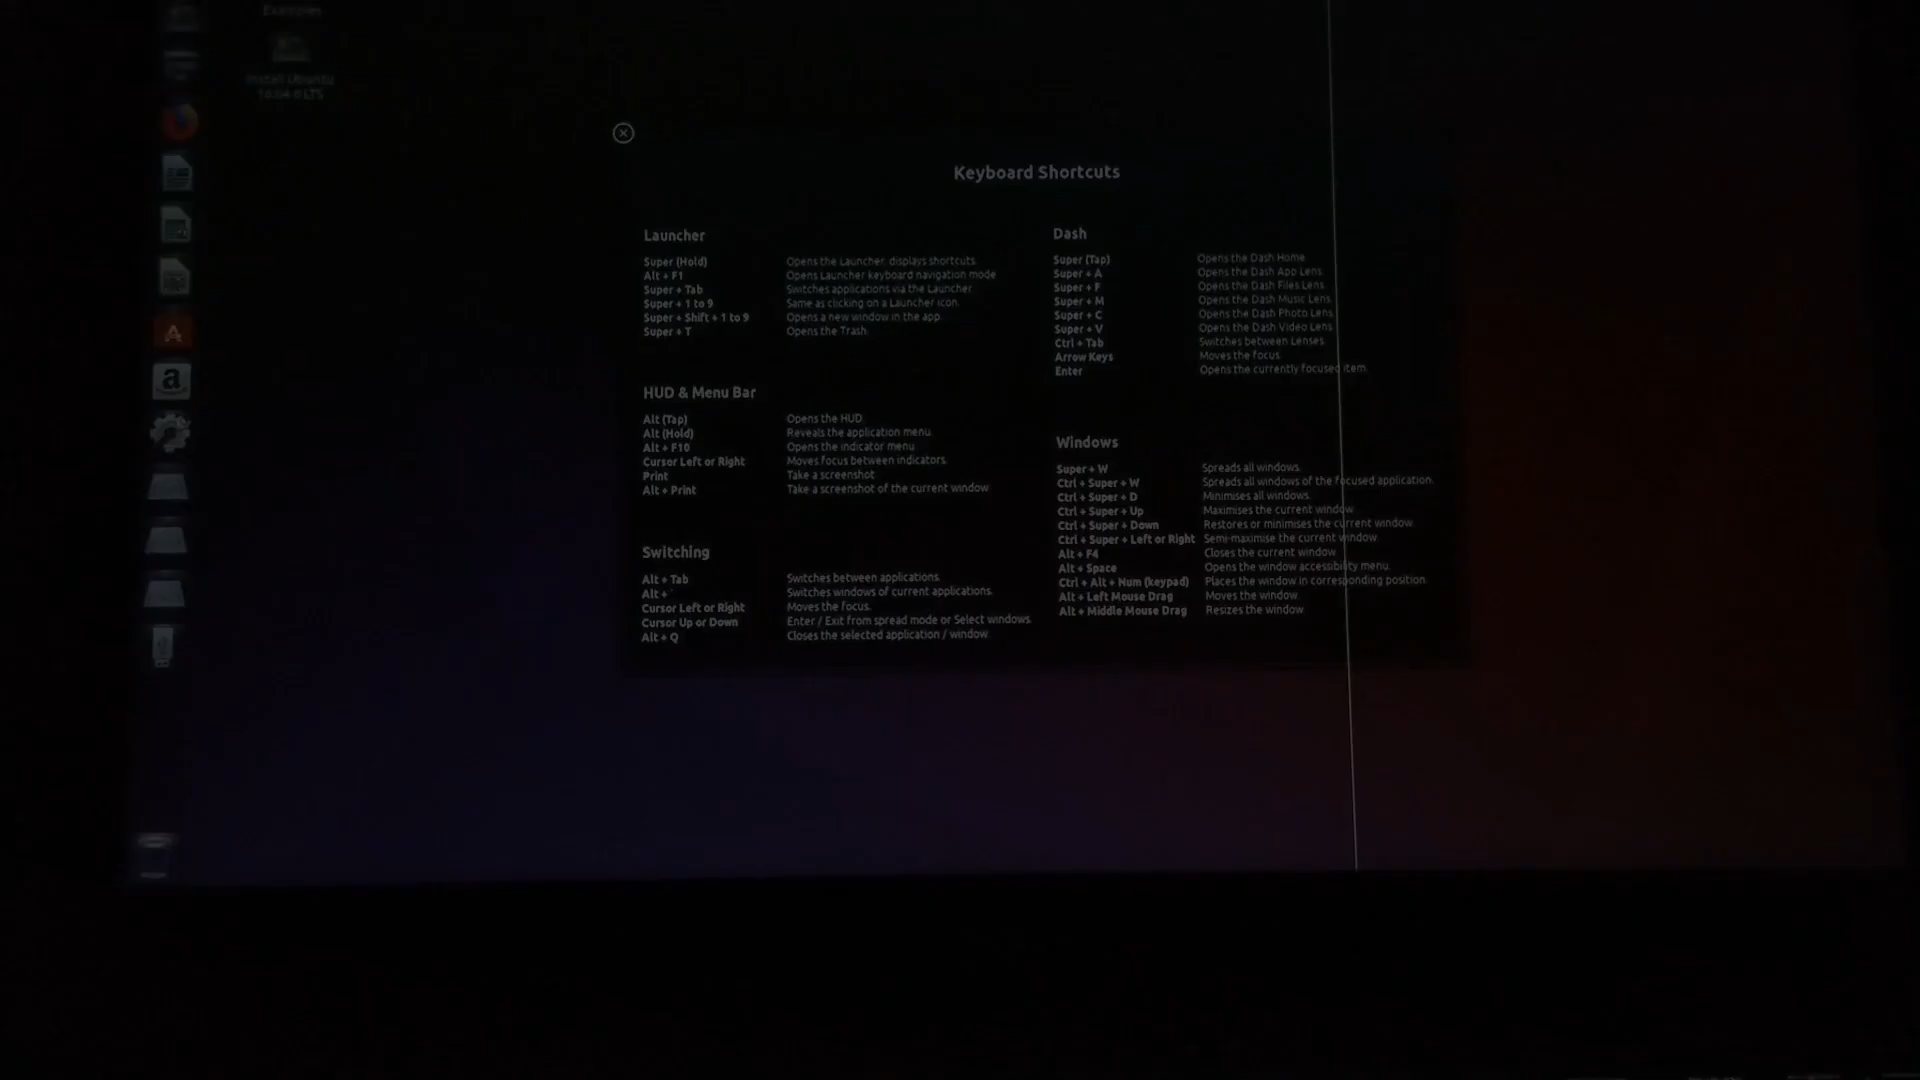 Examples
Install Ubuntu
16.04.6 LTS
Keyboard Shortcuts
Launcher
Super (Hold) Opens the Launcher, displays shortcuts.
Alt + F1 Opens Launcher keyboard navigation mode.
Super + Tab Switches applications via the Launcher.
Super + 1 to 9 Same as clicking on a Launcher icon.
Super + Shift + 1 to 9 Opens a new window in the app.
Super + T Opens the Trash.
HUD & Menu Bar
Alt (Tap) Opens the HUD.
Alt (Hold) Reveals the application menu.
Alt + F10 Opens the indicator menu.
Cursor Left or Right Moves focus between indicators.
Print Take a screenshot.
Alt + Print Take a screenshot of the current window.
Switching
Alt + Tab Switches between applications.
Alt + ` Switches windows of current applications.
Cursor Left or Right Moves the focus.
Cursor Up or Down Enter / Exit from spread mode or Select windows.
Alt + Q Closes the selected application / window.
Dash
Super (Tap) Opens the Dash Home.
Super + A Opens the Dash App Lens.
Super + F Opens the Dash Files Lens.
Super + M Opens the Dash Music Lens.
Super + C Opens the Dash Photo Lens.
Super + V Opens the Dash Video Lens.
Ctrl + Tab Switches between Lenses.
Arrow Keys Moves the focus.
Enter Opens the currently focused item.
Windows
Super + W Spreads all windows.
Ctrl + Super + W Spreads all windows of the focused application.
Ctrl + Super + D Minimises all windows.
Ctrl + Super + Up Maximises the current window.
Ctrl + Super + Down Restores or minimises the current window.
Ctrl + Super + Left or Right Semi-maximise the current window.
Alt + F4 Closes the current window.
Alt + Space Opens the window accessibility menu.
Ctrl + Alt + Num (keypad) Places the window in corresponding position.
Alt + Left Mouse Drag Moves the window.
Alt + Middle Mouse Drag Resizes the window.